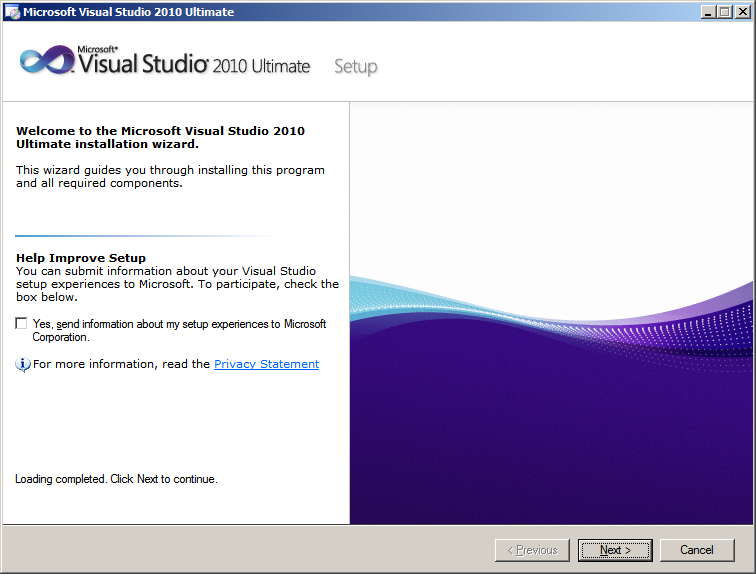 Microsoft Visual Studio 2010 Ultimate
Microsoft®
Visual Studio® 2010 Ultimate Setup
Welcome to the Microsoft Visual Studio 2010
Ultimate installation wizard.
This wizard guides you through installing this program
and all required components.
Help Improve Setup
You can submit information about your Visual Studio
setup experiences to Microsoft. To participate, check the
box below.
Yes, send information about my setup experiences to Microsoft
Corporation.
For more information, read the Privacy Statement
Loading completed. Click Next to continue.
< Previous Next > Cancel